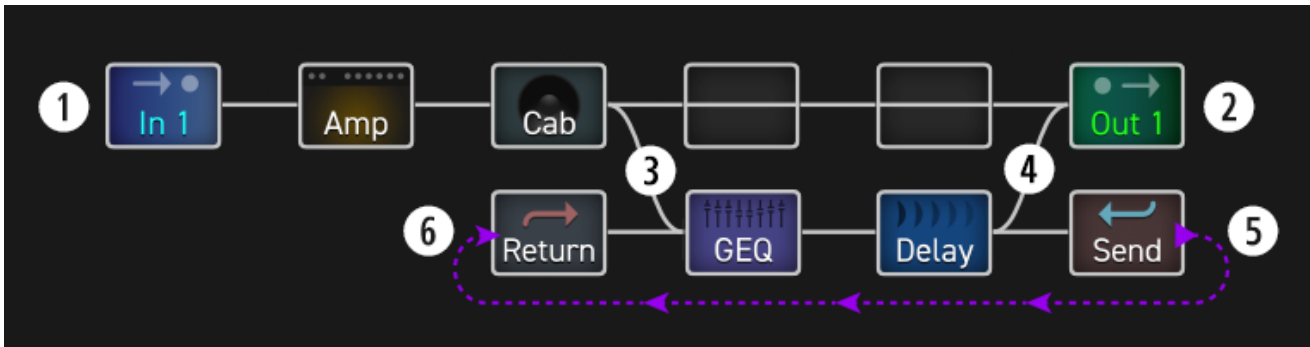 1
In 1
Amp
Cab
Out 1
2
3
4
6
Return
GEQ
Delay
Send
5